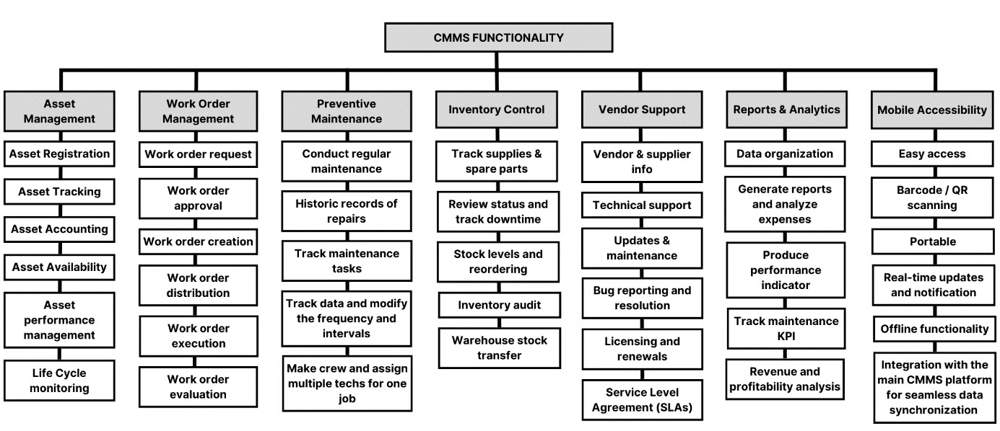 CMMS FUNCTIONALITY
Asset
Management
Asset Registration
Asset Tracking
Asset Accounting
Asset Availability
Asset
performance
management
Life Cycle
monitoring
Work Order
Management
Work order request
Work order
approval
Work order creation
Work order
distribution
Work order
execution
Work order
evaluation
Preventive
Maintenance
Conduct regular
maintenance
Historic records of
repairs
Track maintenance
tasks
Track data and modify
the frequency and
intervals
Make crew and assign
multiple techs for one
job
Inventory Control
Track supplies &
spare parts
Review status and
track downtime
Stock levels and
reordering
Inventory audit
Warehouse stock
transfer
Vendor Support
Vendor & supplier
info
Technical support
Updates &
maintenance
Bug reporting and
resolution
Licensing and
renewals
Service Level
Agreement (SLAs)
Reports & Analytics
Data organization
Generate reports
and analyze
expenses
Produce
performance
indicator
Track maintenance
KPI
Revenue and
profitability analysis
Mobile Accessibility
Easy access
Barcode / QR
scanning
Portable
Real-time updates
and notification
Offline functionality
Integration with the
main CMMS platform
for seamless data
synchronization